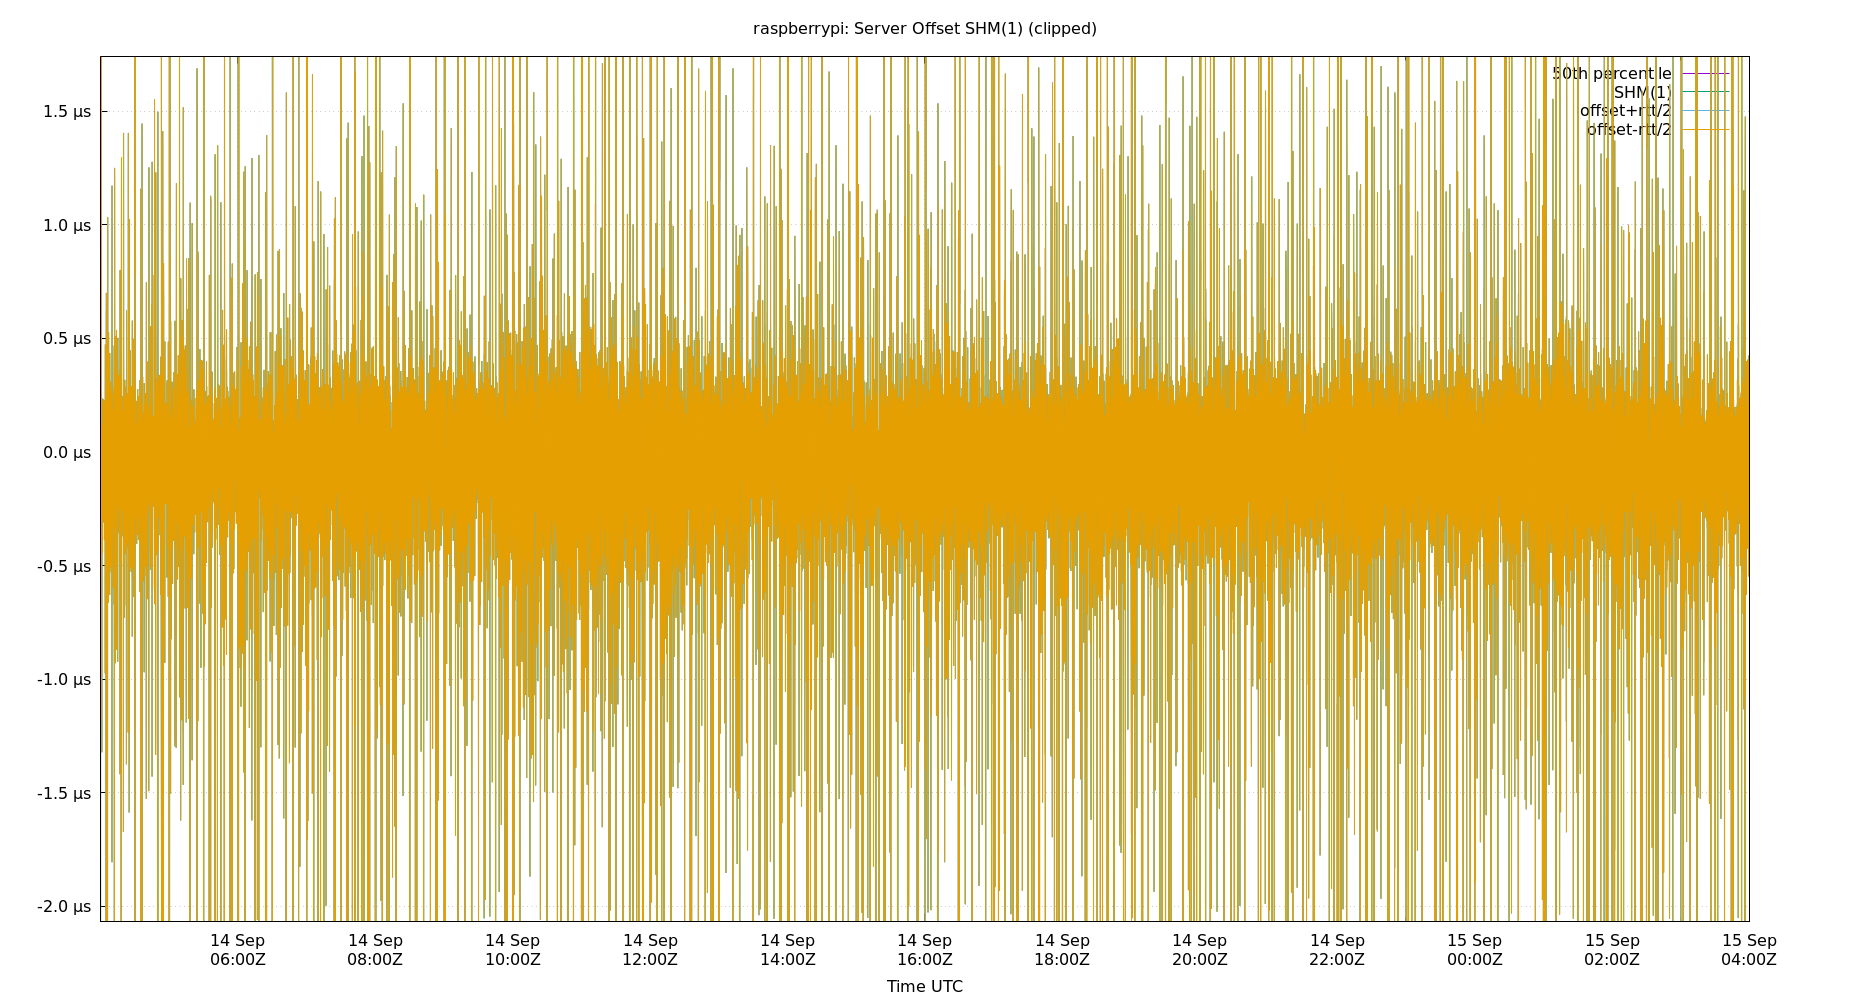 raspberrypi: Server Offset SHM(1) (clipped)
50th percentile
SHM(1)
offset+rtt/2
offset-rtt/2
1.5 µs
1.0 µs
0.5 µs
0.0 µs
-0.5 µs
-1.0 µs
-1.5 µs
-2.0 µs
14 Sep 14 Sep 14 Sep 14 Sep 14 Sep 14 Sep 14 Sep 14 Sep 14 Sep 15 Sep 15 Sep 15 Sep
06:00Z 08:00Z 10:00Z 12:00Z 14:00Z 16:00Z 18:00Z 20:00Z 22:00Z 00:00Z 02:00Z 04:00Z
Time UTC